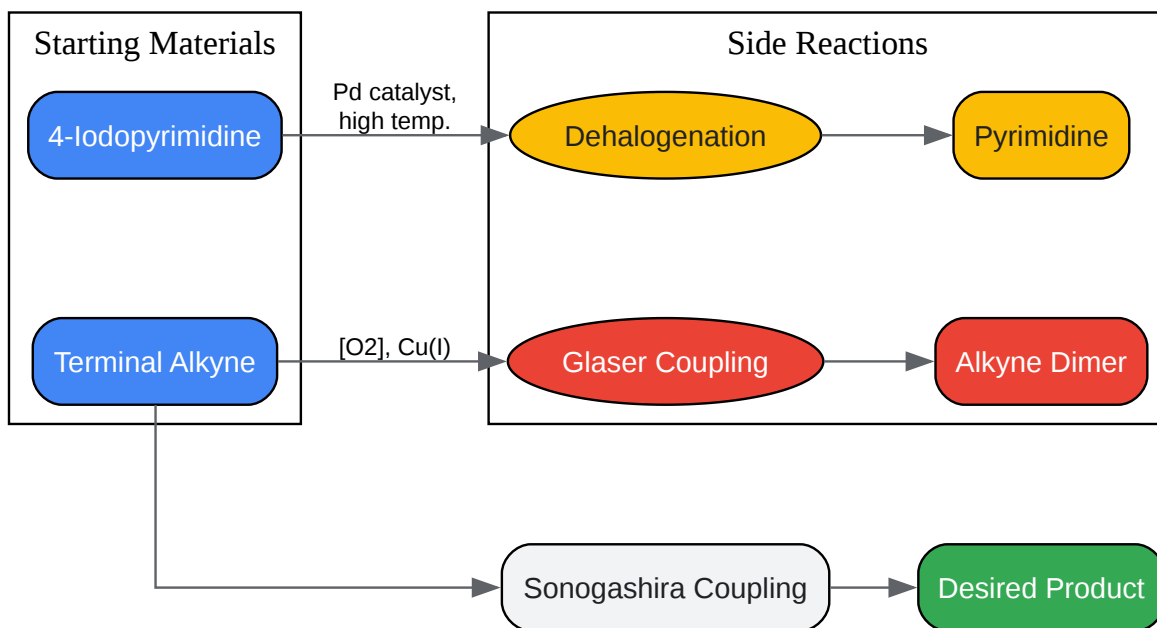 Starting Materials
Side Reactions
4-Iodopyrimidine
Pd catalyst,
high temp.
Dehalogenation
Pyrimidine
Terminal Alkyne
[O2], Cu(I)
Glaser Coupling
Alkyne Dimer
Sonogashira Coupling
Desired Product